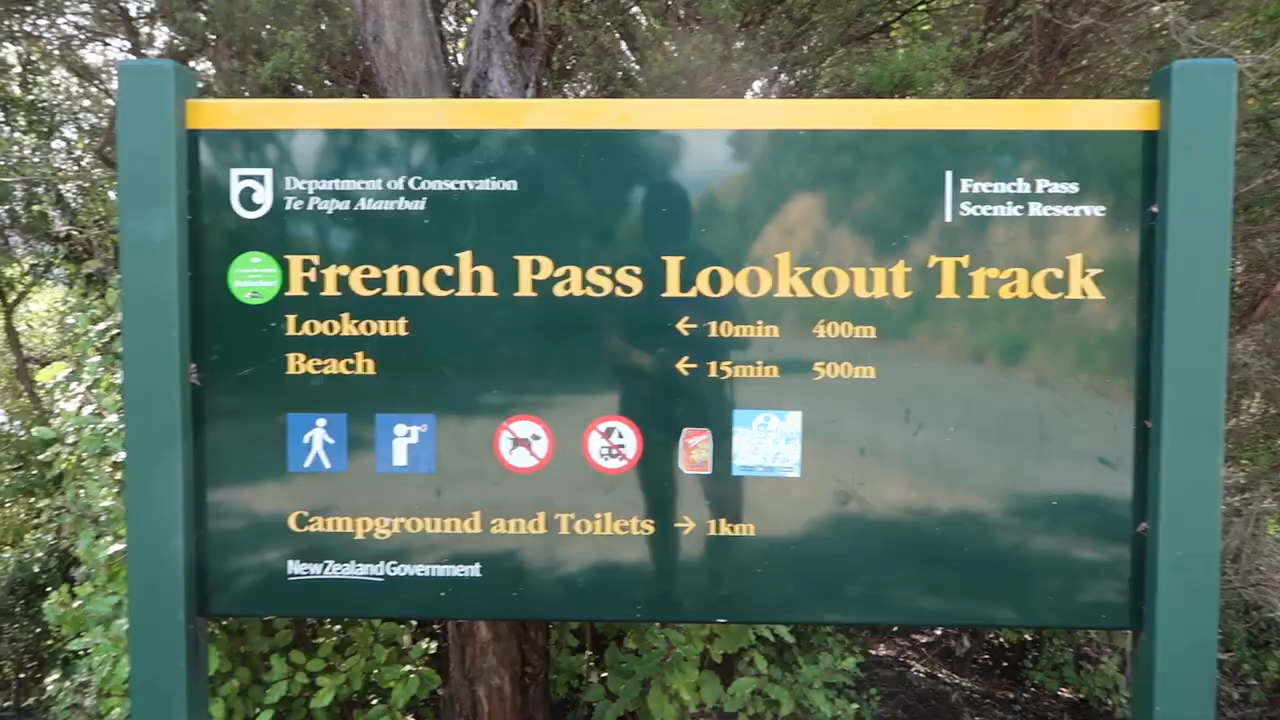 Department of Conservation
Te Papa Atawhai
French Pass
Scenic Reserve
French Pass Lookout Track
Lookout ← 10min 400m
Beach ← 15min 500m
Campground and Toilets → 1km
New Zealand Government